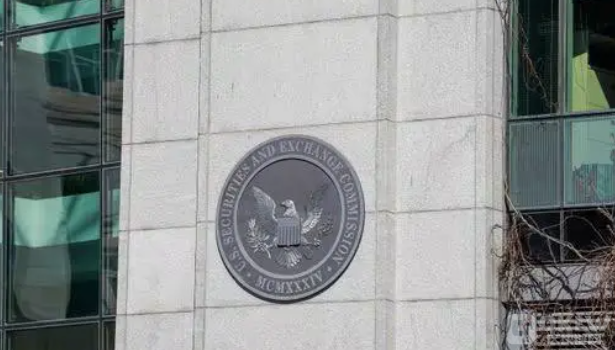 U.S. SECURITIES AND EXCHANGE COMMISSION
MCMXXXIV